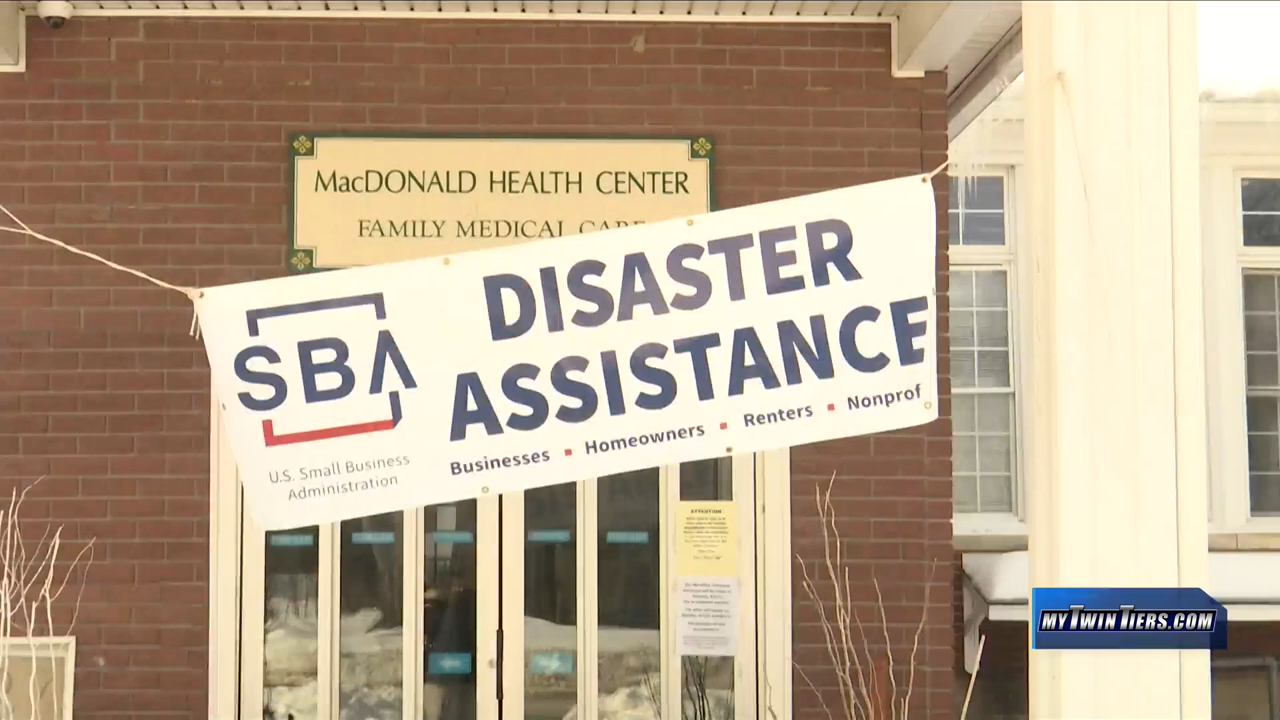 MacDONALD HEALTH CENTER
FAMILY MEDICAL CARE
SBA
U.S. Small Business
Administration
DISASTER
ASSISTANCE
Businesses ▪ Homeowners ▪ Renters ▪ Nonprof
ATTENTION
MYTWINTIERS.COM